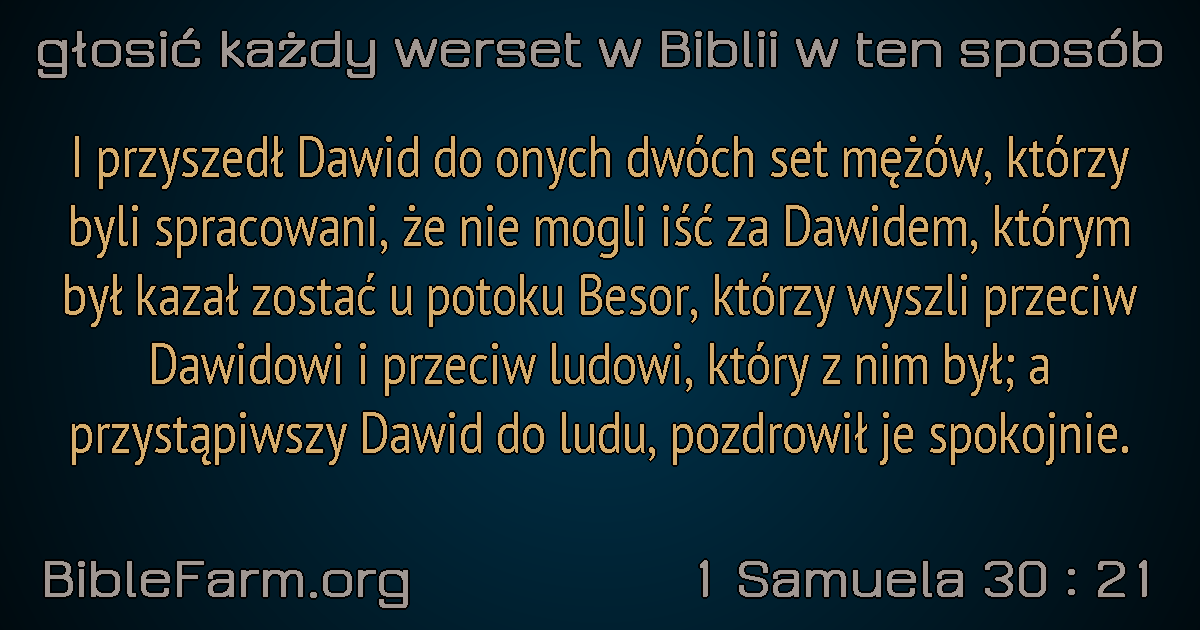 głosić każdy werset w Biblii w ten sposób
I przyszedł Dawid do onych dwóch set mężów, którzy
byli spracowani, że nie mogli iść za Dawidem, którym
był kazał zostać u potoku Besor, którzy wyszli przeciw
Dawidowi i przeciw ludowi, który z nim był; a
przystąpiwszy Dawid do ludu, pozdrowił je spokojnie.
BibleFarm.org
1 Samuela 30 : 21